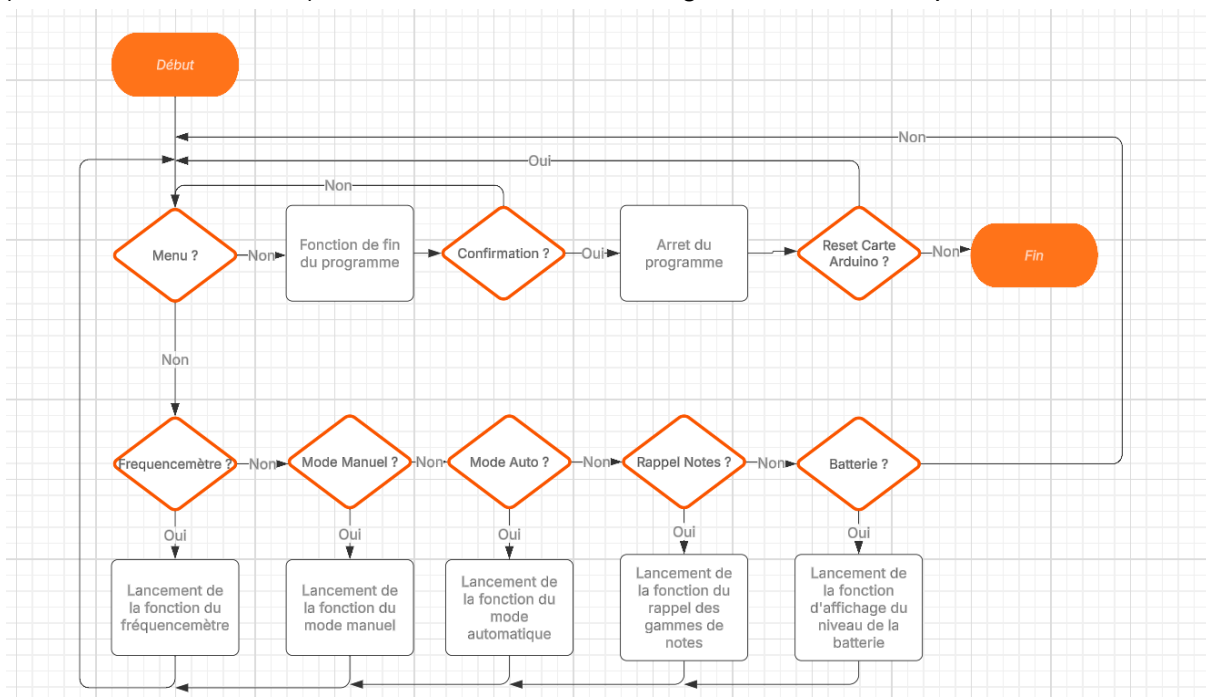 Début
Non
Oui
Non
Menu ?
Non
Fonction de fin
du programme
Confirmation ?
Oui
Arret du
programme
Reset Carte
Arduino ?
Non
Fin
Non
Frequencemètre ?
Non
Mode Manuel ?
Non
Mode Auto ?
Non
Rappel Notes ?
Non
Batterie ?
Oui
Oui
Oui
Oui
Oui
Lancement de
la fonction du
fréquencemètre
Lancement de
la fonction du
mode manuel
Lancement de
la fonction du
mode
automatique
Lancement de
la fonction du
rappel des
gammes de
notes
Lancement de
la fonction
d'affichage du
niveau de la
batterie